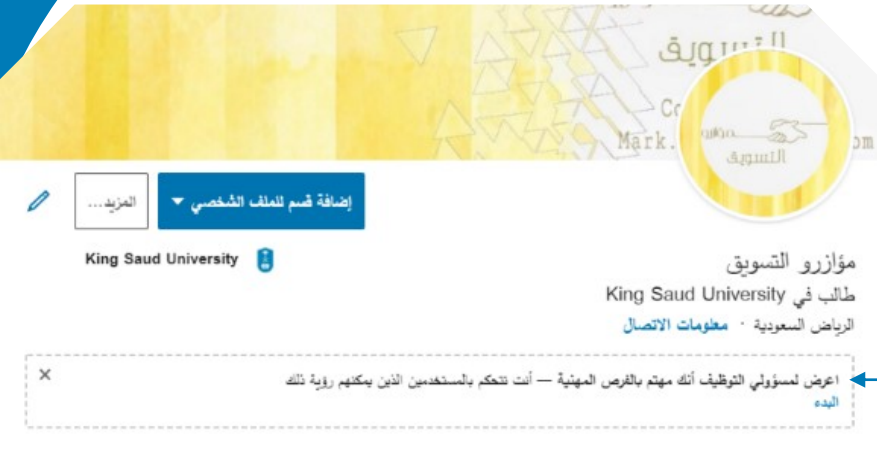 التسويق
Mark.
مؤازرو
التسويق
إضافة قسم للملف الشخصي
المزيد...
King Saud University
مؤازرو التسويق
طالب في King Saud University
الرياض السعودية · معلومات الاتصال
اعرض لمسؤولي التوظيف أنك مهتم بالفرص المهنية — أنت تتحكم بالمستخدمين الذين يمكنهم رؤية ذلك
البدء